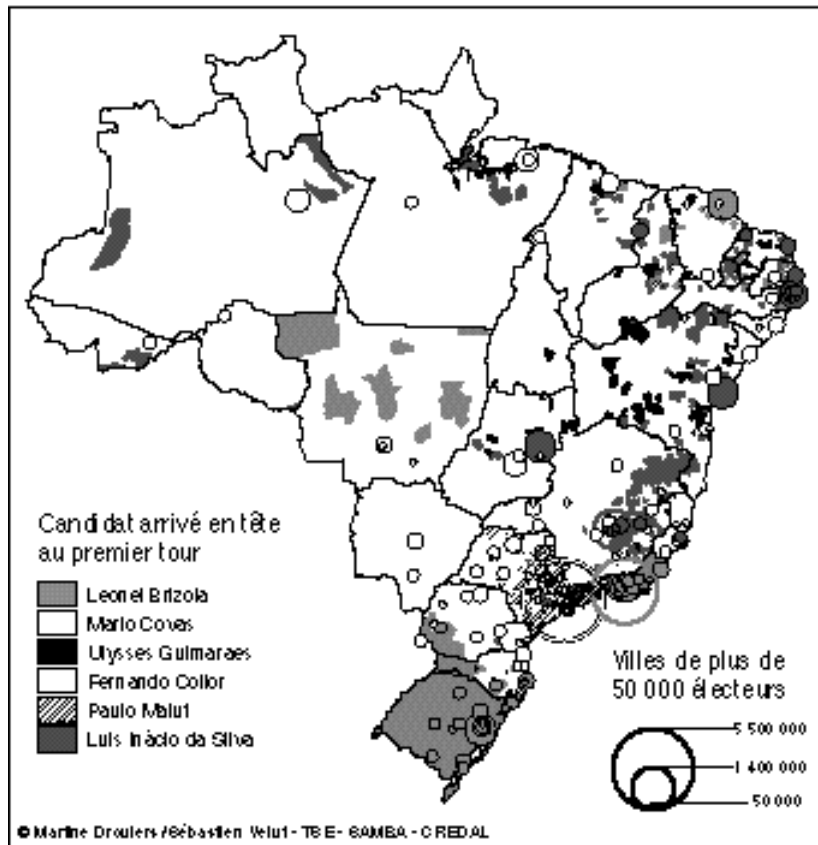 Candidat arrivé en tête
au premier tour
Leonel Brizola
Mario Covas
Ulysses Guimaraes
Fernando Collor
Paulo Maluf
Luis Inácio da Silva
Villes de plus de
50 000 électeurs
5 500 000
1 400 000
50 000
© Martine Droulers /Sébastien Velut - TSE - SAMBA - CREDAL